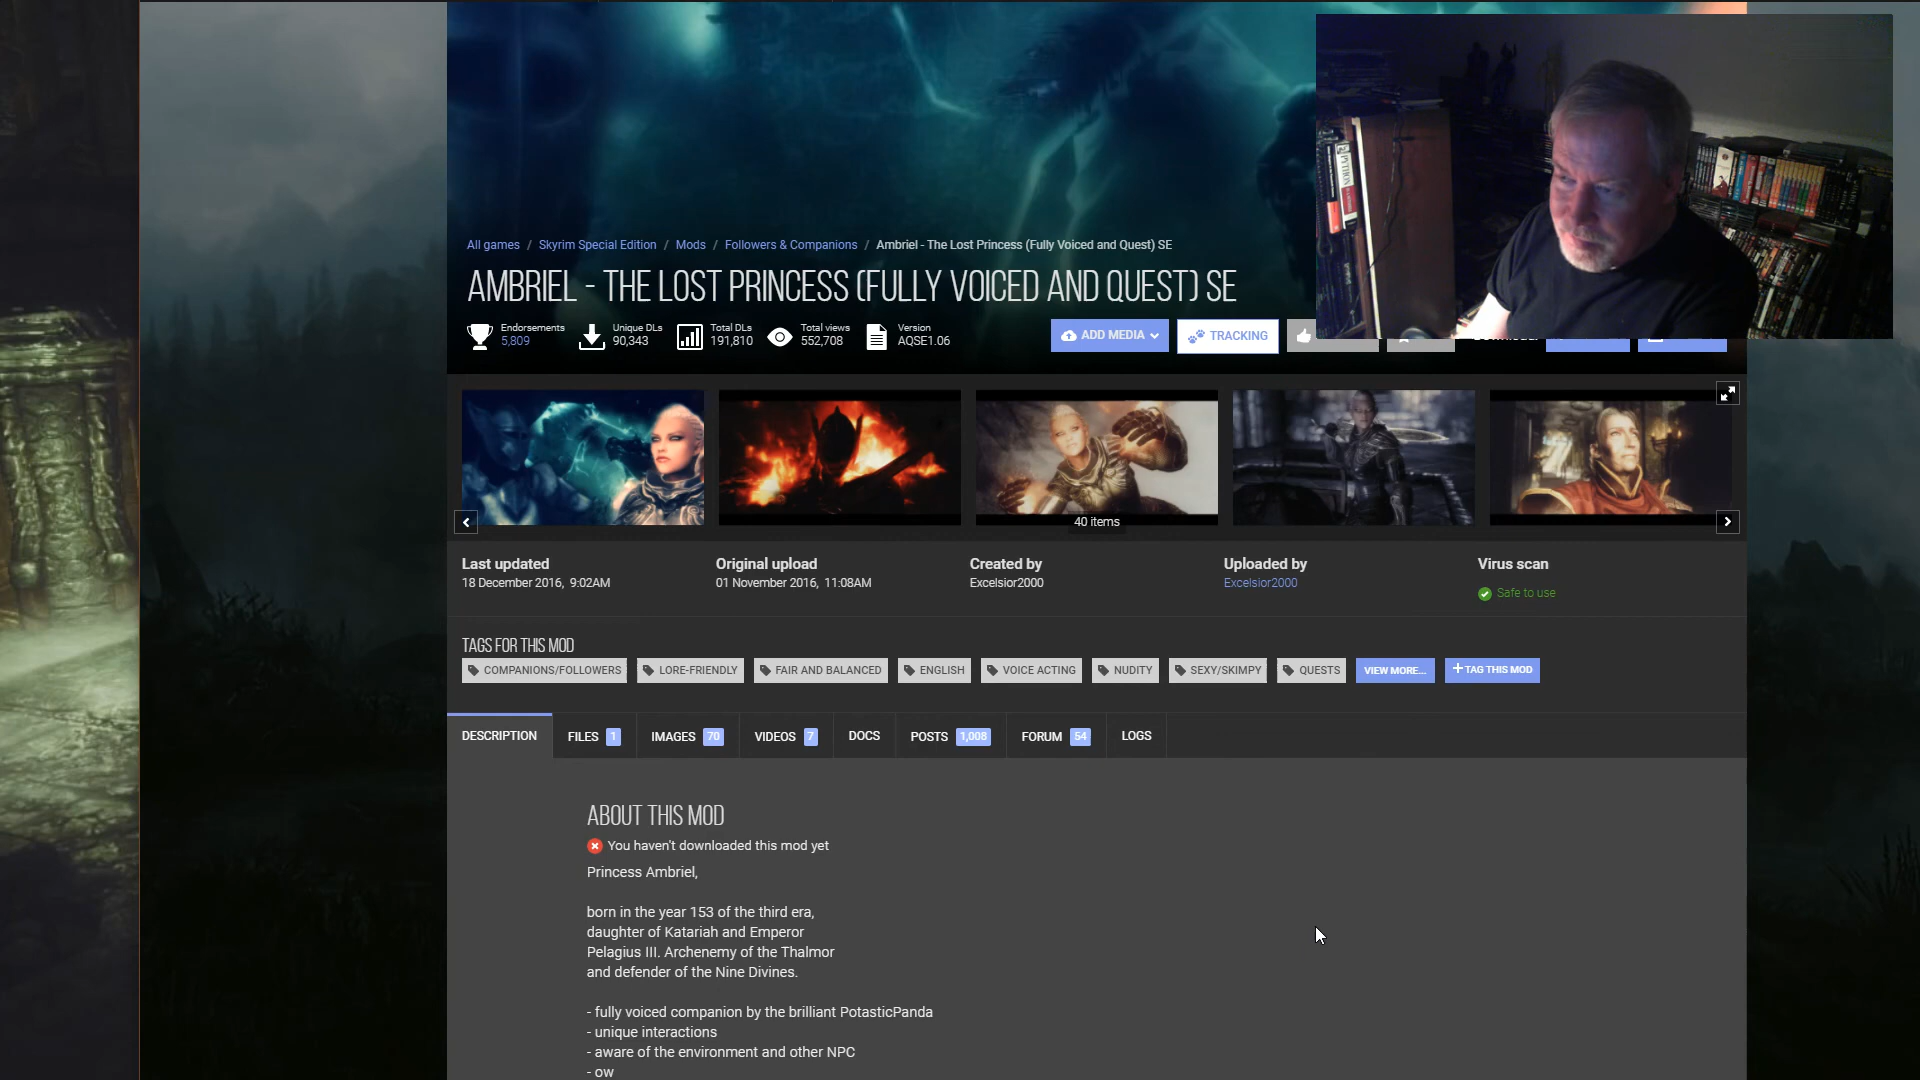 All games / Skyrim Special Edition / Mods / Followers & Companions / Ambriel - The Lost Princess (Fully Voiced and Quest) SE
AMBRIEL - THE LOST PRINCESS (FULLY VOICED AND QUEST) SE
Endorsements
5,809
Unique DLs
90,343
Total DLs
191,810
Total views
552,708
Version
AQSE1.06
ADD MEDIA
TRACKING
PYTHON
40 items
Last updated
18 December 2016, 9:02AM
Original upload
01 November 2016, 11:08AM
Created by
Excelsior2000
Uploaded by
Excelsior2000
Virus scan
Safe to use
TAGS FOR THIS MOD
COMPANIONS/FOLLOWERS
LORE-FRIENDLY
FAIR AND BALANCED
ENGLISH
VOICE ACTING
NUDITY
SEXY/SKIMPY
QUESTS
VIEW MORE...
TAG THIS MOD
DESCRIPTION
FILES 1
IMAGES 70
VIDEOS 7
DOCS
POSTS 1,008
FORUM 54
LOGS
ABOUT THIS MOD
You haven't downloaded this mod yet
Princess Ambriel,
born in the year 153 of the third era,
daughter of Katariah and Emperor
Pelagius III. Archenemy of the Thalmor
and defender of the Nine Divines.
- fully voiced companion by the brilliant PotasticPanda
- unique interactions
- aware of the environment and other NPC
- ow